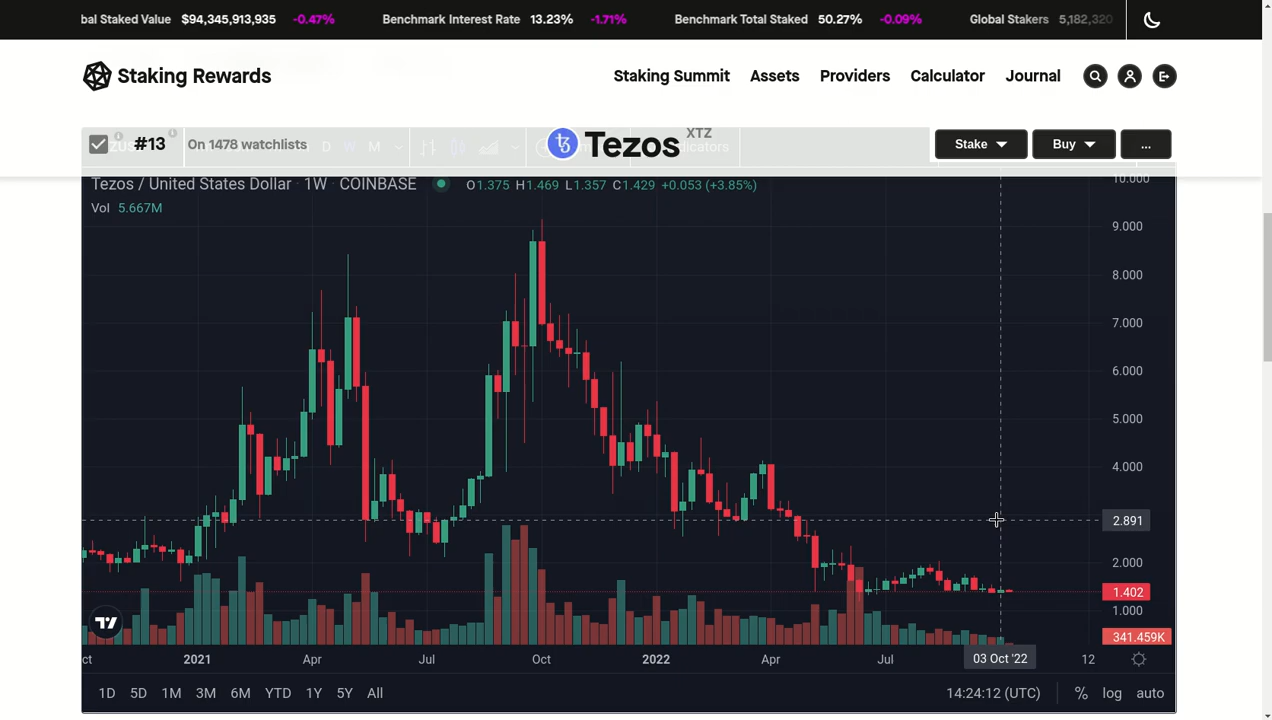 bal Staked Value $94,345,913,935 -0.47% Benchmark Interest Rate 13.23% -1.71% Benchmark Total Staked 50.27% -0.09% Global Stakers 5,182,320
Staking Rewards Staking Summit Assets Providers Calculator Journal
#13 On 1478 watchlists D W M Tezos XTZ Stake Buy ...
Tezos / United States Dollar · 1W · COINBASE O1.375 H1.469 L1.357 C1.429 +0.053 (+3.85%)
Vol 5.667M
10.000
9.000
8.000
7.000
6.000
5.000
4.000
2.891
2.000
1.402
1.000
341.459K
ct 2021 Apr Jul Oct 2022 Apr Jul 03 Oct '22 12
1D 5D 1M 3M 6M YTD 1Y 5Y All 14:24:12 (UTC) % log auto